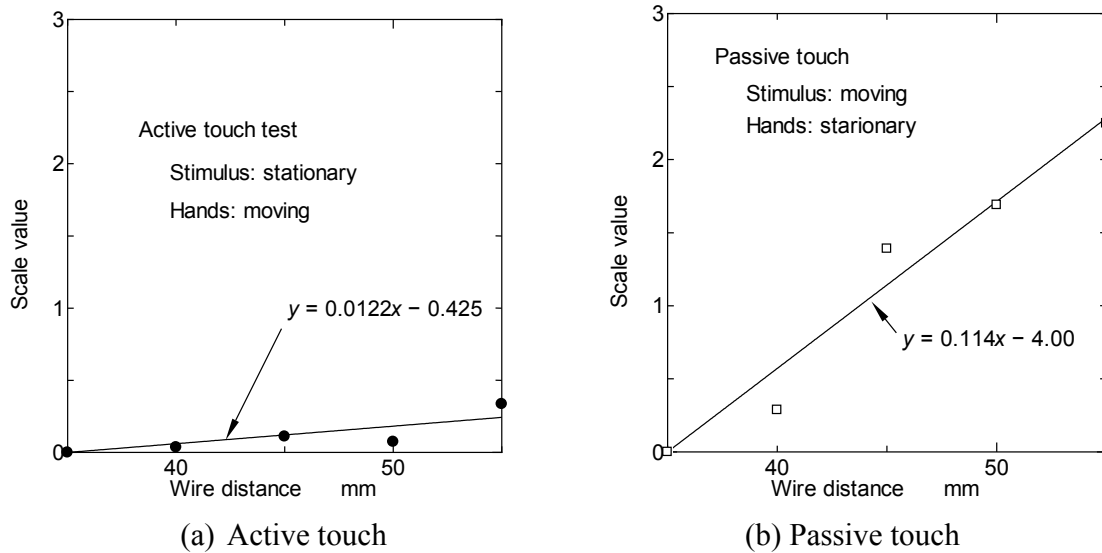 3
2
1
0
40
50
Scale value
Wire distance mm
Active touch test
Stimulus: stationary
Hands: moving
y = 0.0122x − 0.425
(a) Active touch
3
2
1
0
40
50
Scale value
Wire distance mm
Passive touch
Stimulus: moving
Hands: starionary
y = 0.114x − 4.00
(b) Passive touch